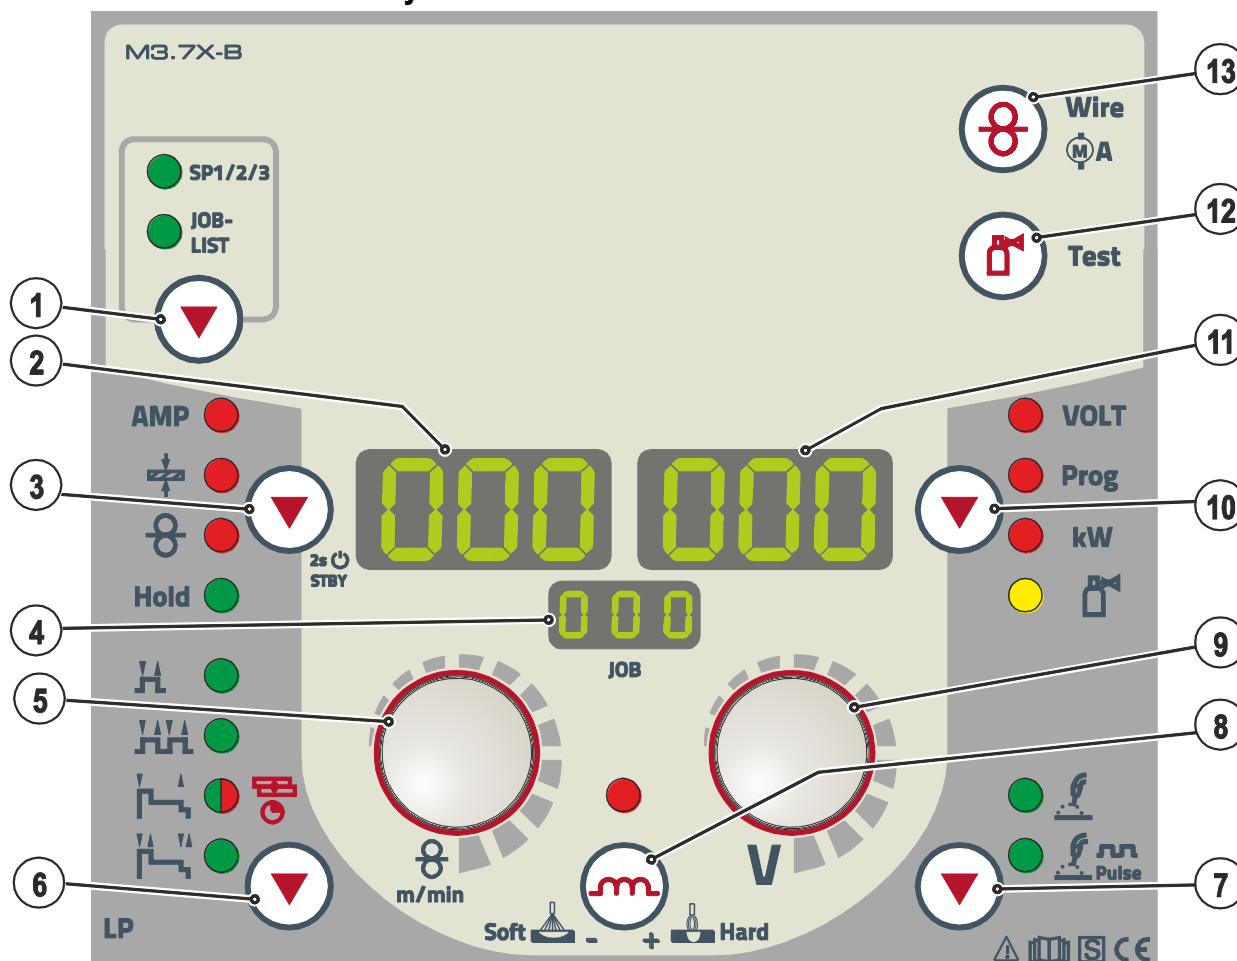 M3.7X-B
13
Wire
M A
SP1/2/3
JOB-
LIST
12
Test
1
2
11
AMP
VOLT
3
Prog
10
kW
000
000
2s
STBY
Hold
4
000
JOB
9
5
8
m/min
V
6
Pulse
7
LP
Soft
-
+
Hard
S CE